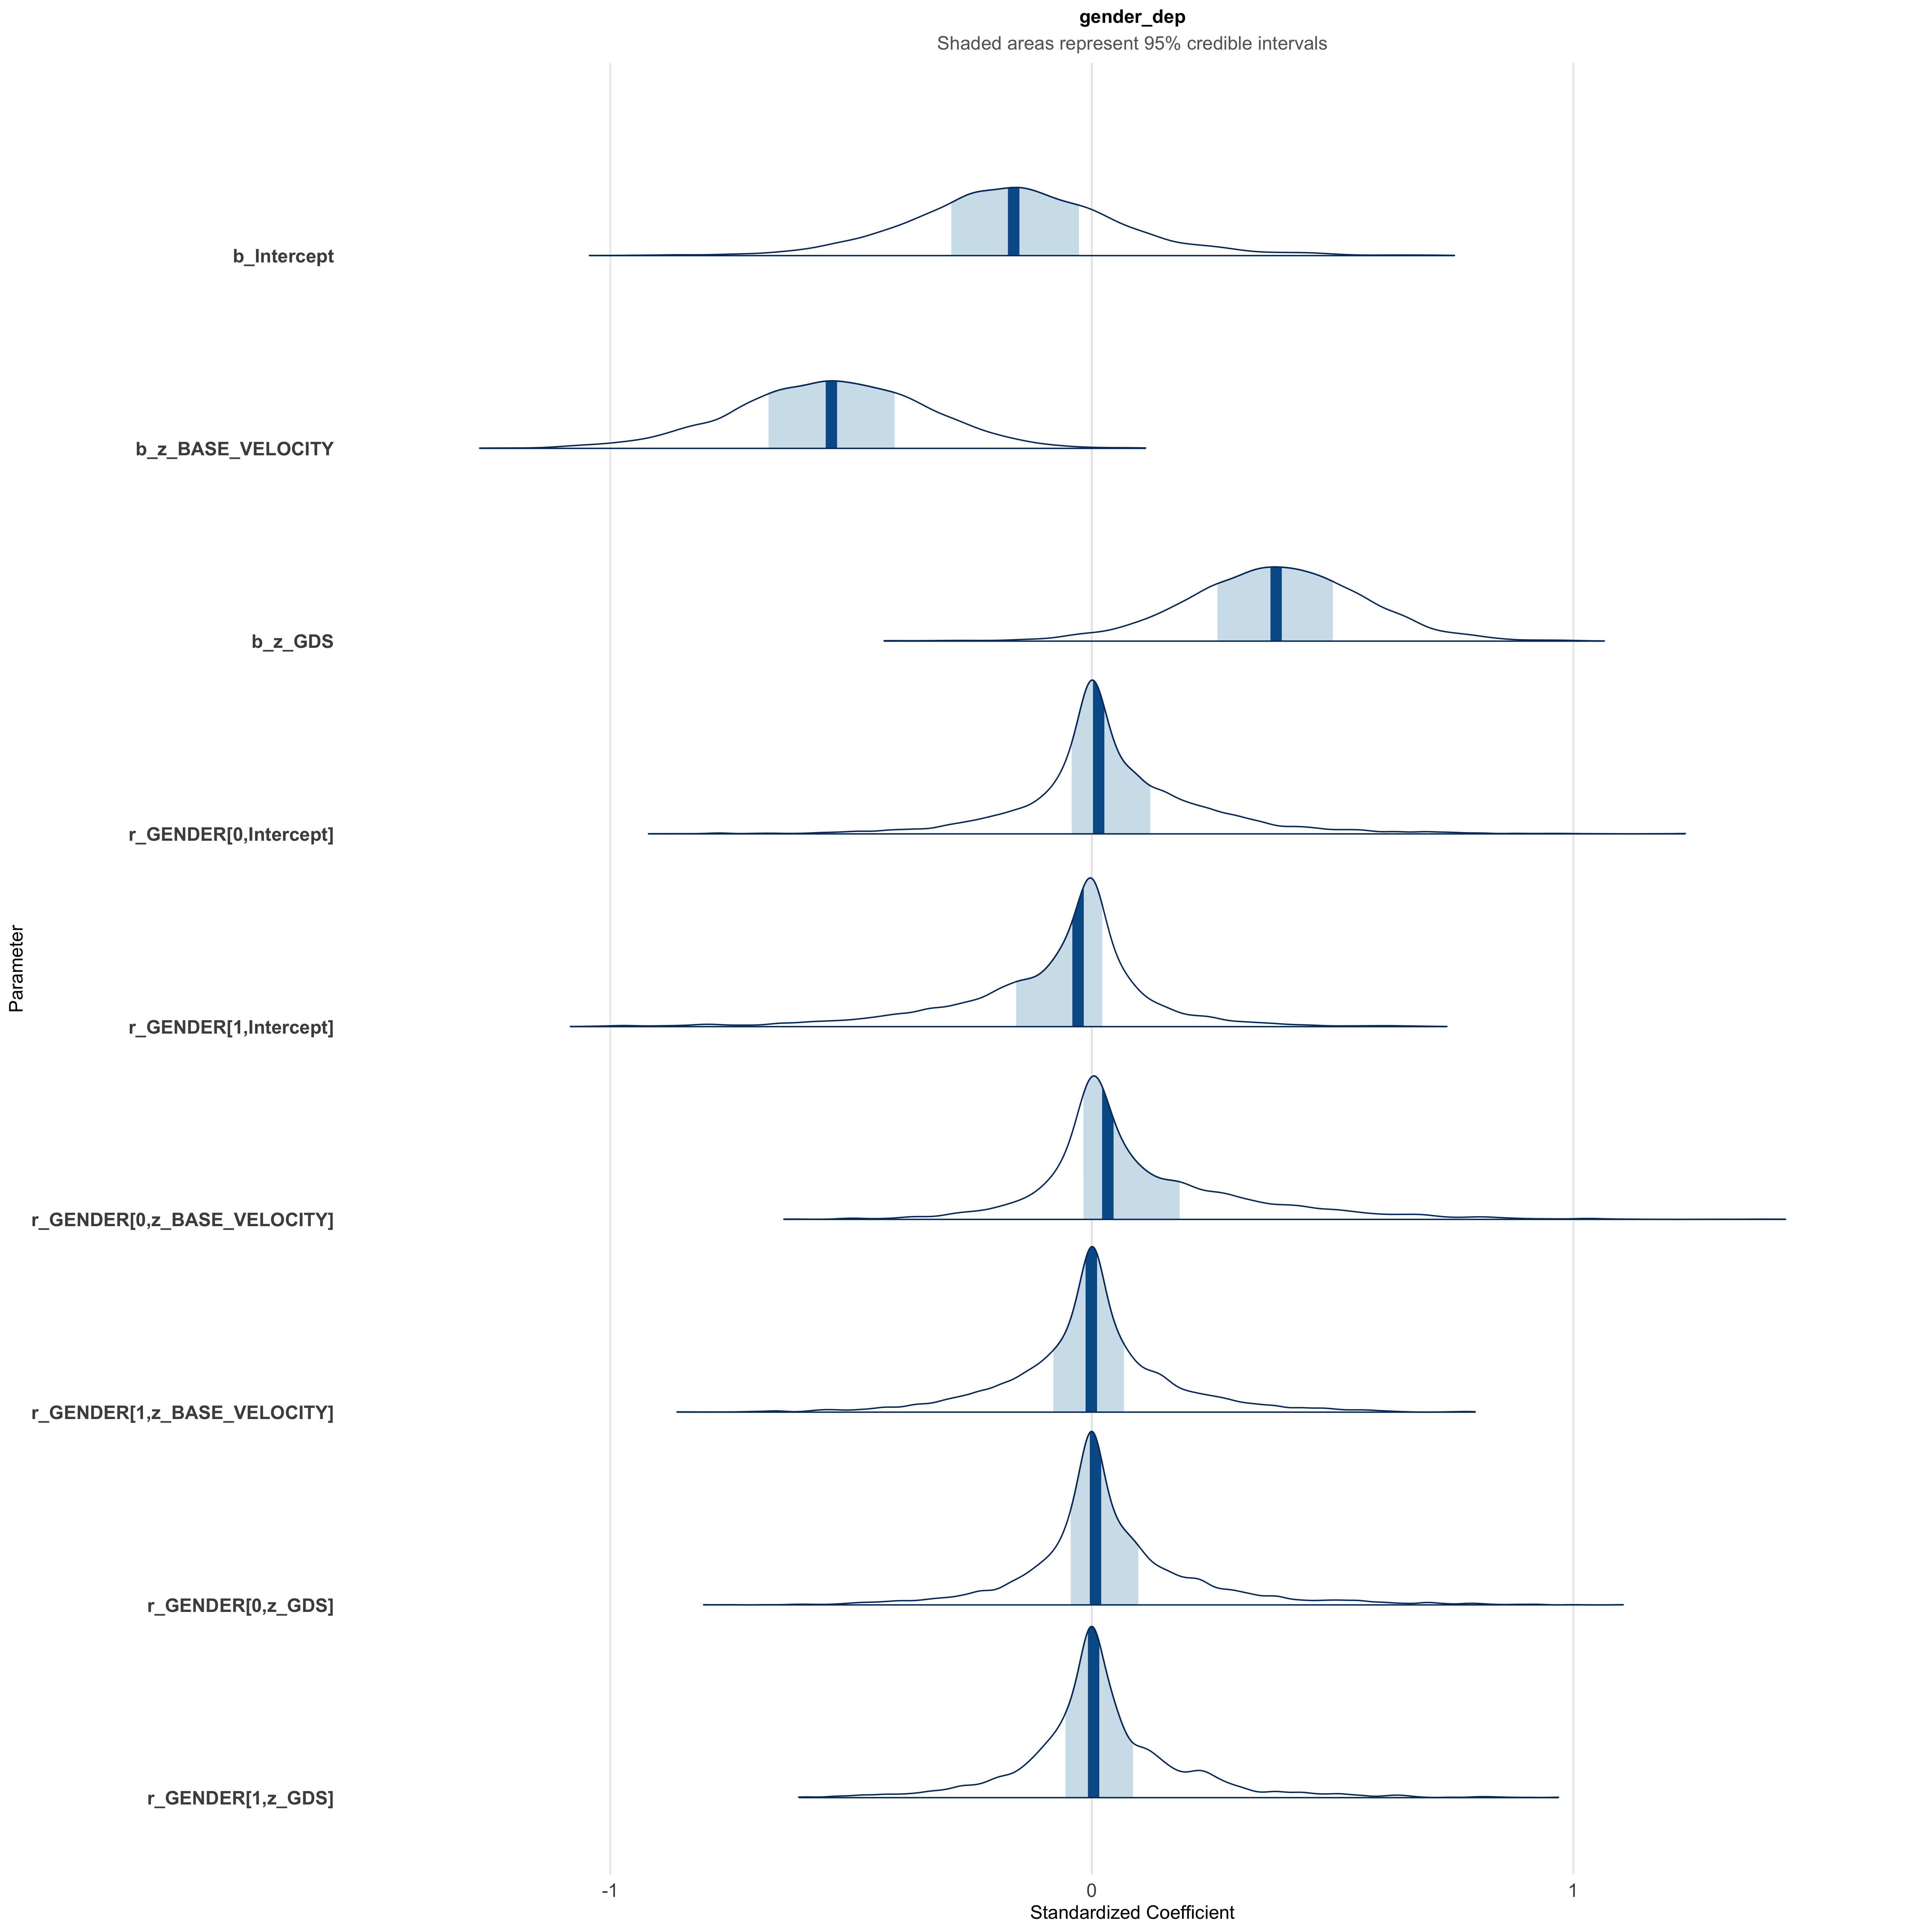 gender_dep
Shaded areas represent 95% credible intervals
b_Intercept
b_z_BASE_VELOCITY
b_z_GDS
r_GENDER[0,Intercept]
Parameter
r_GENDER[1,Intercept]
r_GENDER[0,z_BASE_VELOCITY]
r_GENDER[1,z_BASE_VELOCITY]
r_GENDER[0,z_GDS]
r_GENDER[1,z_GDS]
-1 0 1
Standardized Coefficient